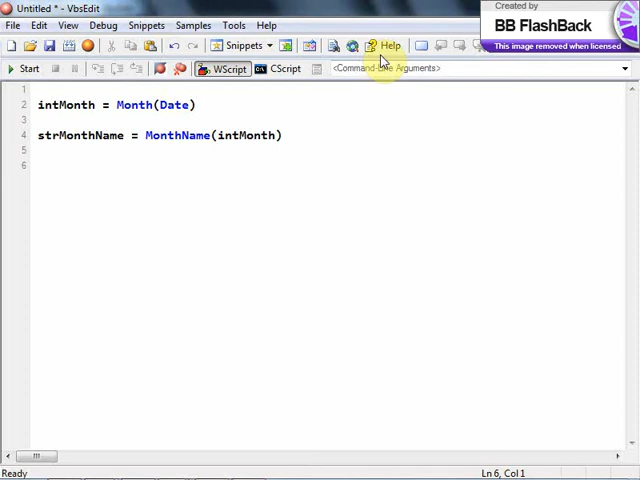 Untitled * - VbsEdit
Created by
BB FlashBack
This image removed when licensed
File Edit View Debug Snippets Samples Tools Help
Snippets Help
Start WScript CScript <Command-Line Arguments>
1
2 intMonth = Month(Date)
3
4 strMonthName = MonthName(intMonth)
5
6
Ready Ln 6, Col 1